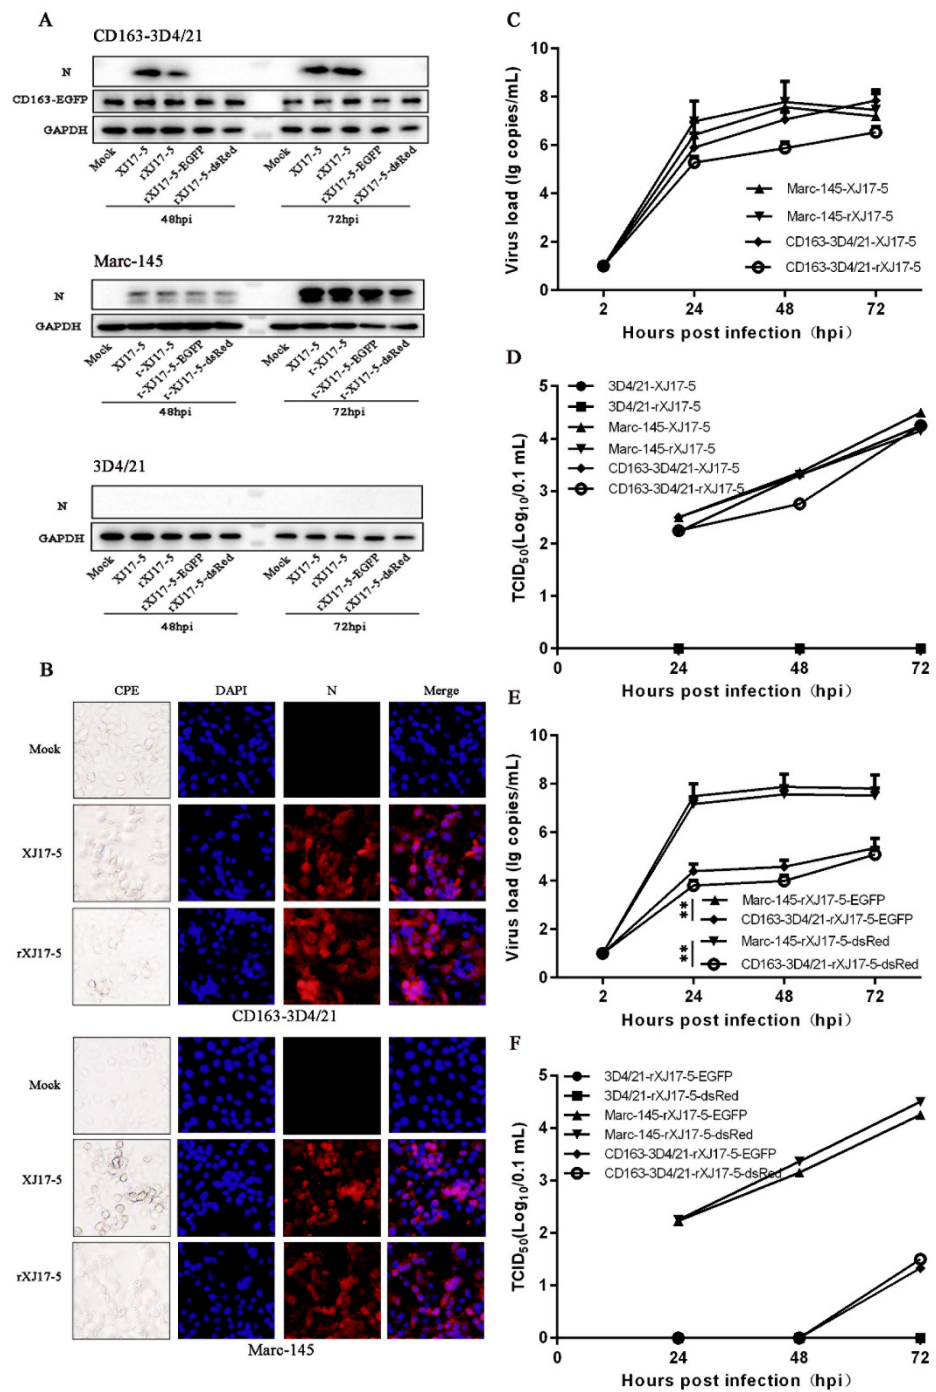 A
CD163-3D4/21
N
CD163-EGFP
GAPDH
Mock
XJ17-5
rXJ17-5
rXJ17-5-EGFP
rXJ17-5-dsRed
Mock
XJ17-5
rXJ17-5
rXJ17-5-EGFP
rXJ17-5-dsRed
48hpi
72hpi
Marc-145
N
GAPDH
Mock
XJ17-5
r-XJ17-5
r-XJ17-5-EGFP
r-XJ17-5-dsRed
Mock
XJ17-5
r-XJ17-5
r-XJ17-5-EGFP
r-XJ17-5-dsRed
48hpi
72hpi
3D4/21
N
GAPDH
Mock
XJ17-5
rXJ17-5
rXJ17-5-EGFP
rXJ17-5-dsRed
Mock
XJ17-5
rXJ17-5
rXJ17-5-EGFP
rXJ17-5-dsRed
48hpi
72hpi
B
CPE DAPI N Merge
Mock
XJ17-5
rXJ17-5
CD163-3D4/21
Mock
XJ17-5
rXJ17-5
Marc-145
C
Virus load (lg copies/mL)
10
8
6
4
2
0
Marc-145-XJ17-5
Marc-145-rXJ17-5
CD163-3D4/21-XJ17-5
CD163-3D4/21-rXJ17-5
2 24 48 72
Hours post infection (hpi)
D
TCID50(Log10/0.1 mL)
5
4
3
2
1
0
3D4/21-XJ17-5
3D4/21-rXJ17-5
Marc-145-XJ17-5
Marc-145-rXJ17-5
CD163-3D4/21-XJ17-5
CD163-3D4/21-rXJ17-5
0 24 48 72
Hours post infection (hpi)
E
Virus load (lg copies/mL)
10
8
6
4
2
0
** Marc-145-rXJ17-5-EGFP
CD163-3D4/21-rXJ17-5-EGFP
** Marc-145-rXJ17-5-dsRed
CD163-3D4/21-rXJ17-5-dsRed
2 24 48 72
Hours post infection (hpi)
F
TCID50(Log10/0.1 mL)
5
4
3
2
1
0
3D4/21-rXJ17-5-EGFP
3D4/21-rXJ17-5-dsRed
Marc-145-rXJ17-5-EGFP
Marc-145-rXJ17-5-dsRed
CD163-3D4/21-rXJ17-5-EGFP
CD163-3D4/21-rXJ17-5-dsRed
0 24 48 72
Hours post infection (hpi)